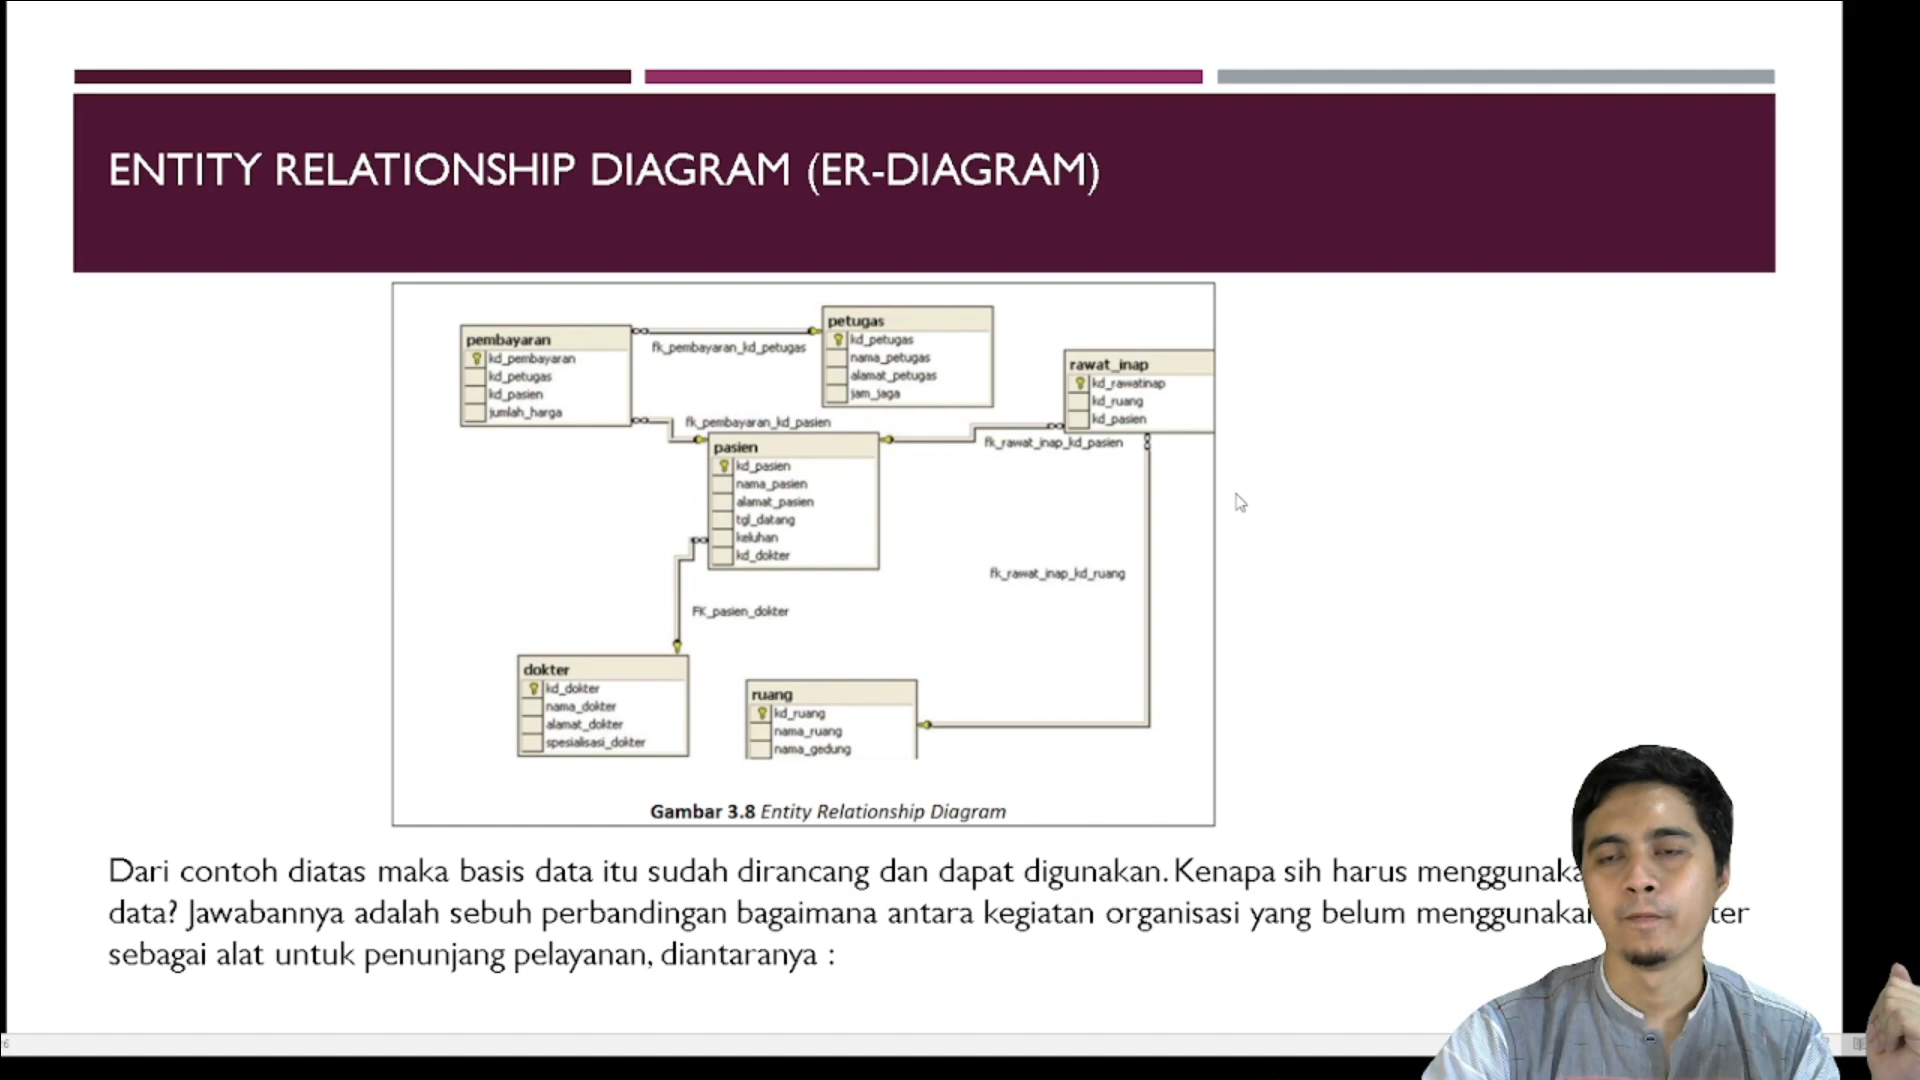 ENTITY RELATIONSHIP DIAGRAM (ER-DIAGRAM)
pembayaran
kd_pembayaran
kd_petugas
kd_pasien
jumlah_harga
fk_pembayaran_kd_petugas
petugas
kd_petugas
nama_petugas
alamat_petugas
jam_jaga
rawat_inap
kd_rawatinap
kd_ruang
kd_pasien
fk_pembayaran_kd_pasien
fk_rawat_inap_kd_pasien
pasien
kd_pasien
nama_pasien
alamat_pasien
tgl_datang
keluhan
kd_dokter
fk_rawat_inap_kd_ruang
FK_pasien_dokter
dokter
kd_dokter
nama_dokter
alamat_dokter
spesialisasi_dokter
ruang
kd_ruang
nama_ruang
nama_gedung
Gambar 3.8 Entity Relationship Diagram
Dari contoh diatas maka basis data itu sudah dirancang dan dapat digunakan. Kenapa sih harus menggunaka
data? Jawabannya adalah sebuh perbandingan bagaimana antara kegiatan organisasi yang belum menggunakan ter
sebagai alat untuk penunjang pelayanan, diantaranya :